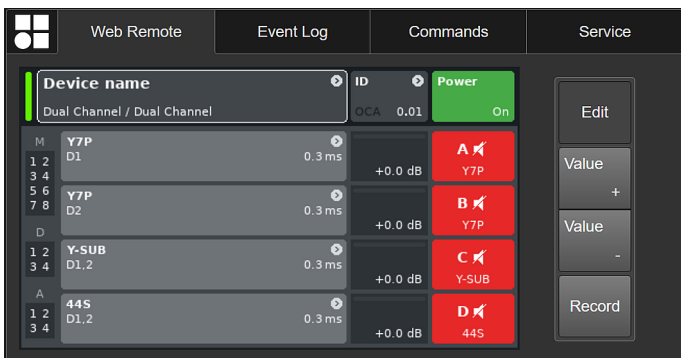 Web Remote Event Log Commands Service
Device name ID Power
Dual Channel / Dual Channel OCA 0.01 On
Edit
M
1 2
3 4
5 6
7 8
Y7P
D1 0.3 ms
+0.0 dB
A
Y7P
Value
+
Y7P
D2 0.3 ms
+0.0 dB
B
Y7P
Value
-
D
1 2
3 4
Y-SUB
D1,2 0.3 ms
+0.0 dB
C
Y-SUB
A
1 2
3 4
44S
D1,2 0.3 ms
+0.0 dB
D
44S
Record